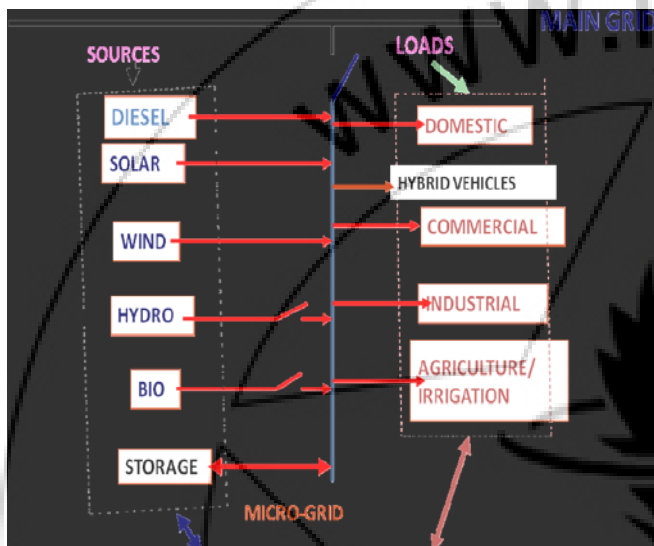 MAIN GRID
SOURCES
LOADS
www.
DIESEL
DOMESTIC
SOLAR
HYBRID VEHICLES
WIND
COMMERCIAL
HYDRO
INDUSTRIAL
BIO
AGRICULTURE/
IRRIGATION
STORAGE
MICRO-GRID